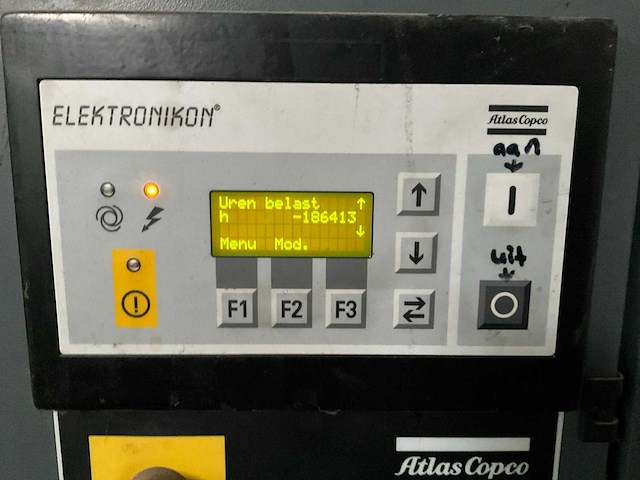 ELEKTRONIKON®
Atlas Copco
aan
Uren belast ↑
h -186413
↓
Menu Mod.
uit
F1 F2 F3
Atlas Copco